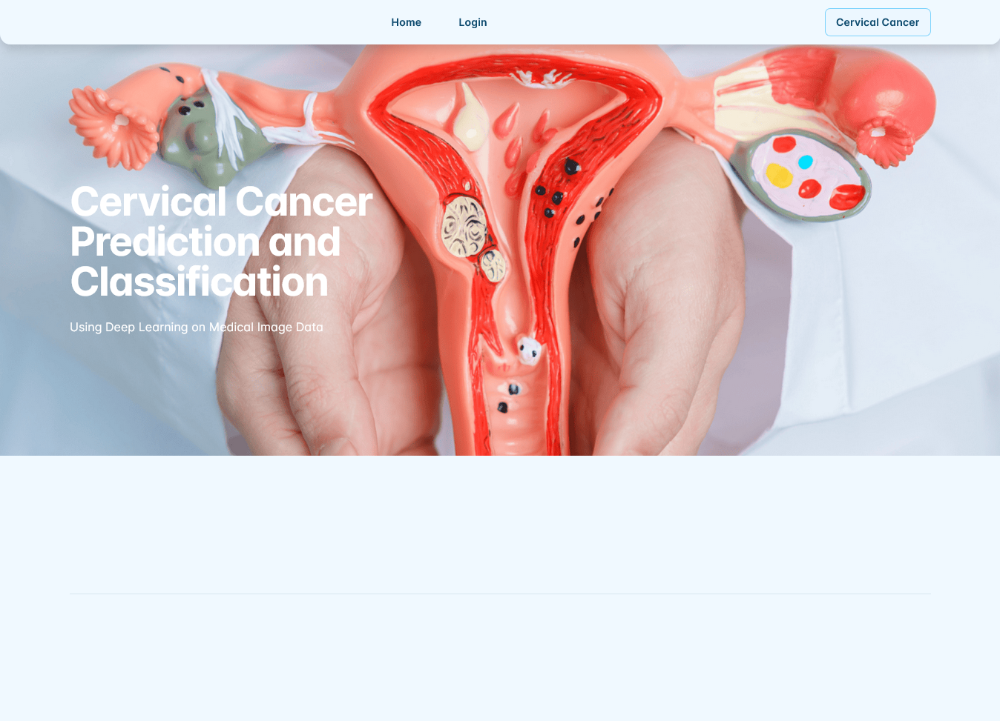 Home
Login
Cervical Cancer
Cervical Cancer
Prediction and
Classification
Using Deep Learning on Medical Image Data